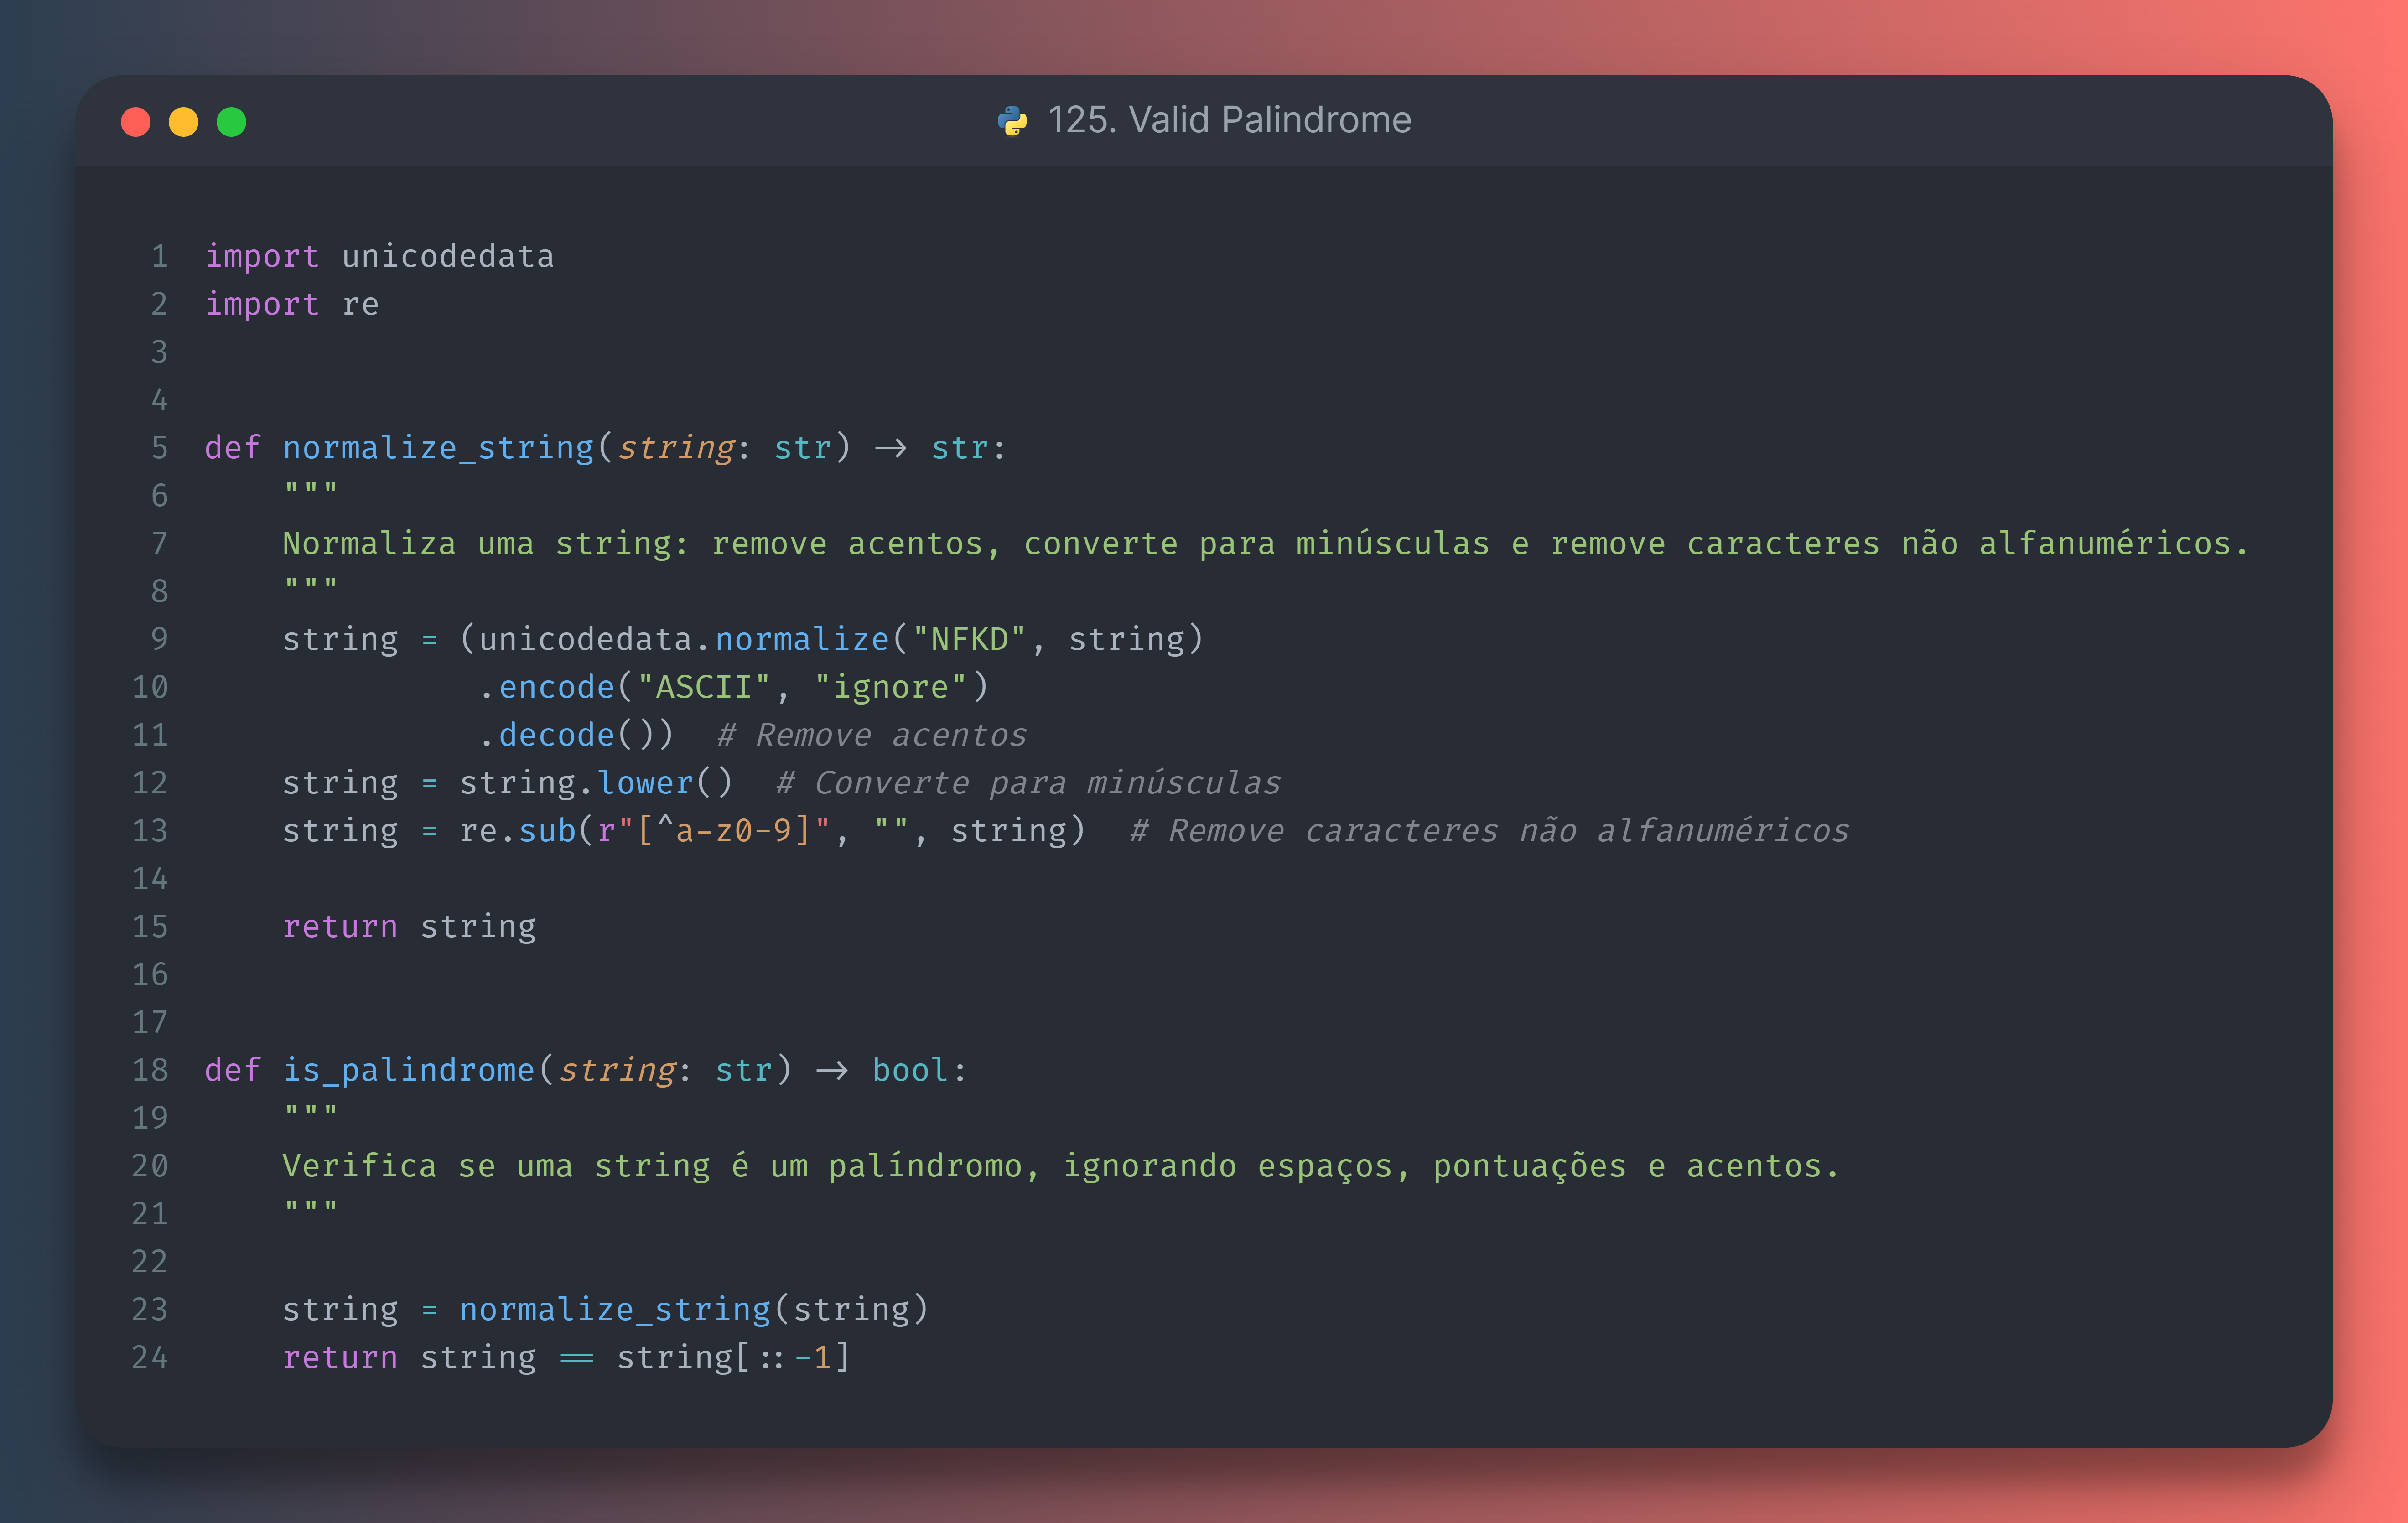 125. Valid Palindrome
1 import unicodedata
2 import re
3
4
5 def normalize_string(string: str) -> str:
6     """
7     Normaliza uma string: remove acentos, converte para minúsculas e remove caracteres não alfanuméricos.
8     """
9     string = (unicodedata.normalize("NFKD", string)
10               .encode("ASCII", "ignore")
11               .decode())  # Remove acentos
12     string = string.lower()  # Converte para minúsculas
13     string = re.sub(r"[^a-z0-9]", "", string)  # Remove caracteres não alfanuméricos
14
15     return string
16
17
18 def is_palindrome(string: str) -> bool:
19     """
20     Verifica se uma string é um palíndromo, ignorando espaços, pontuações e acentos.
21     """
22
23     string = normalize_string(string)
24     return string == string[::-1]